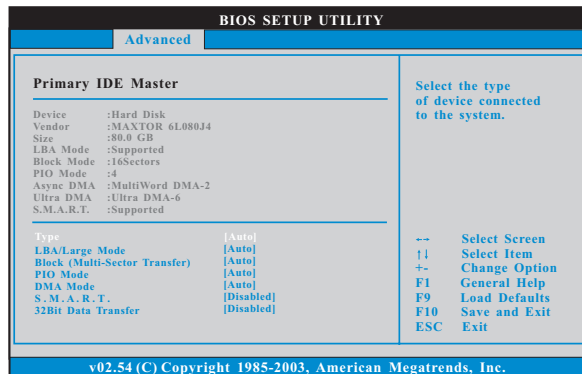 BIOS SETUP UTILITY
Advanced
Primary IDE Master
Device :Hard Disk
Vendor :MAXTOR 6L080J4
Size :80.0 GB
LBA Mode :Supported
Block Mode :16Sectors
PIO Mode :4
Async DMA :MultiWord DMA-2
Ultra DMA :Ultra DMA-6
S.M.A.R.T. :Supported
Type [Auto]
LBA/Large Mode [Auto]
Block (Multi-Sector Transfer) [Auto]
PIO Mode [Auto]
DMA Mode [Auto]
S.M.A.R.T. [Disabled]
32Bit Data Transfer [Disabled]
Select the type
of device connected
to the system.
←→ Select Screen
↑↓ Select Item
+- Change Option
F1 General Help
F9 Load Defaults
F10 Save and Exit
ESC Exit
v02.54 (C) Copyright 1985-2003, American Megatrends, Inc.